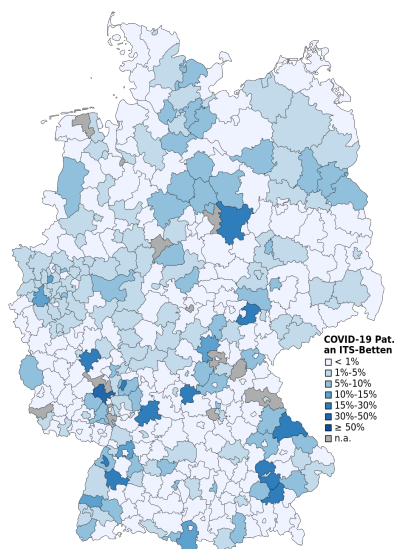 COVID-19 Pat.
an ITS-Betten
< 1%
1%-5%
5%-10%
10%-15%
15%-30%
30%-50%
≥ 50%
n.a.